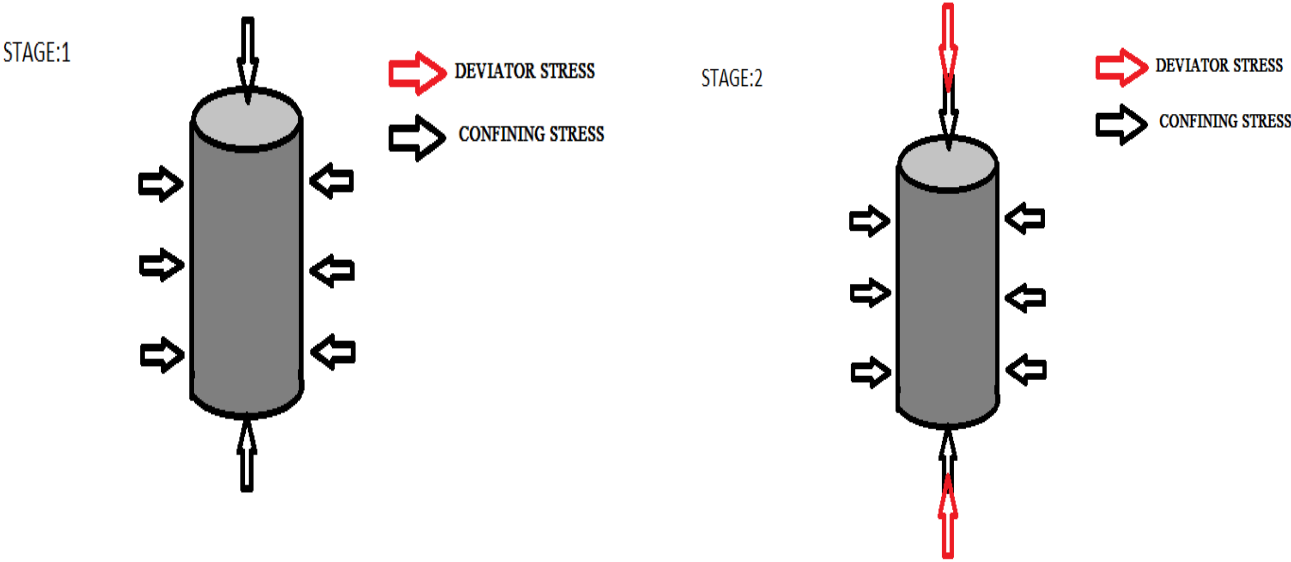 STAGE:1
DEVIATOR STRESS
CONFINING STRESS
STAGE:2
DEVIATOR STRESS
CONFINING STRESS